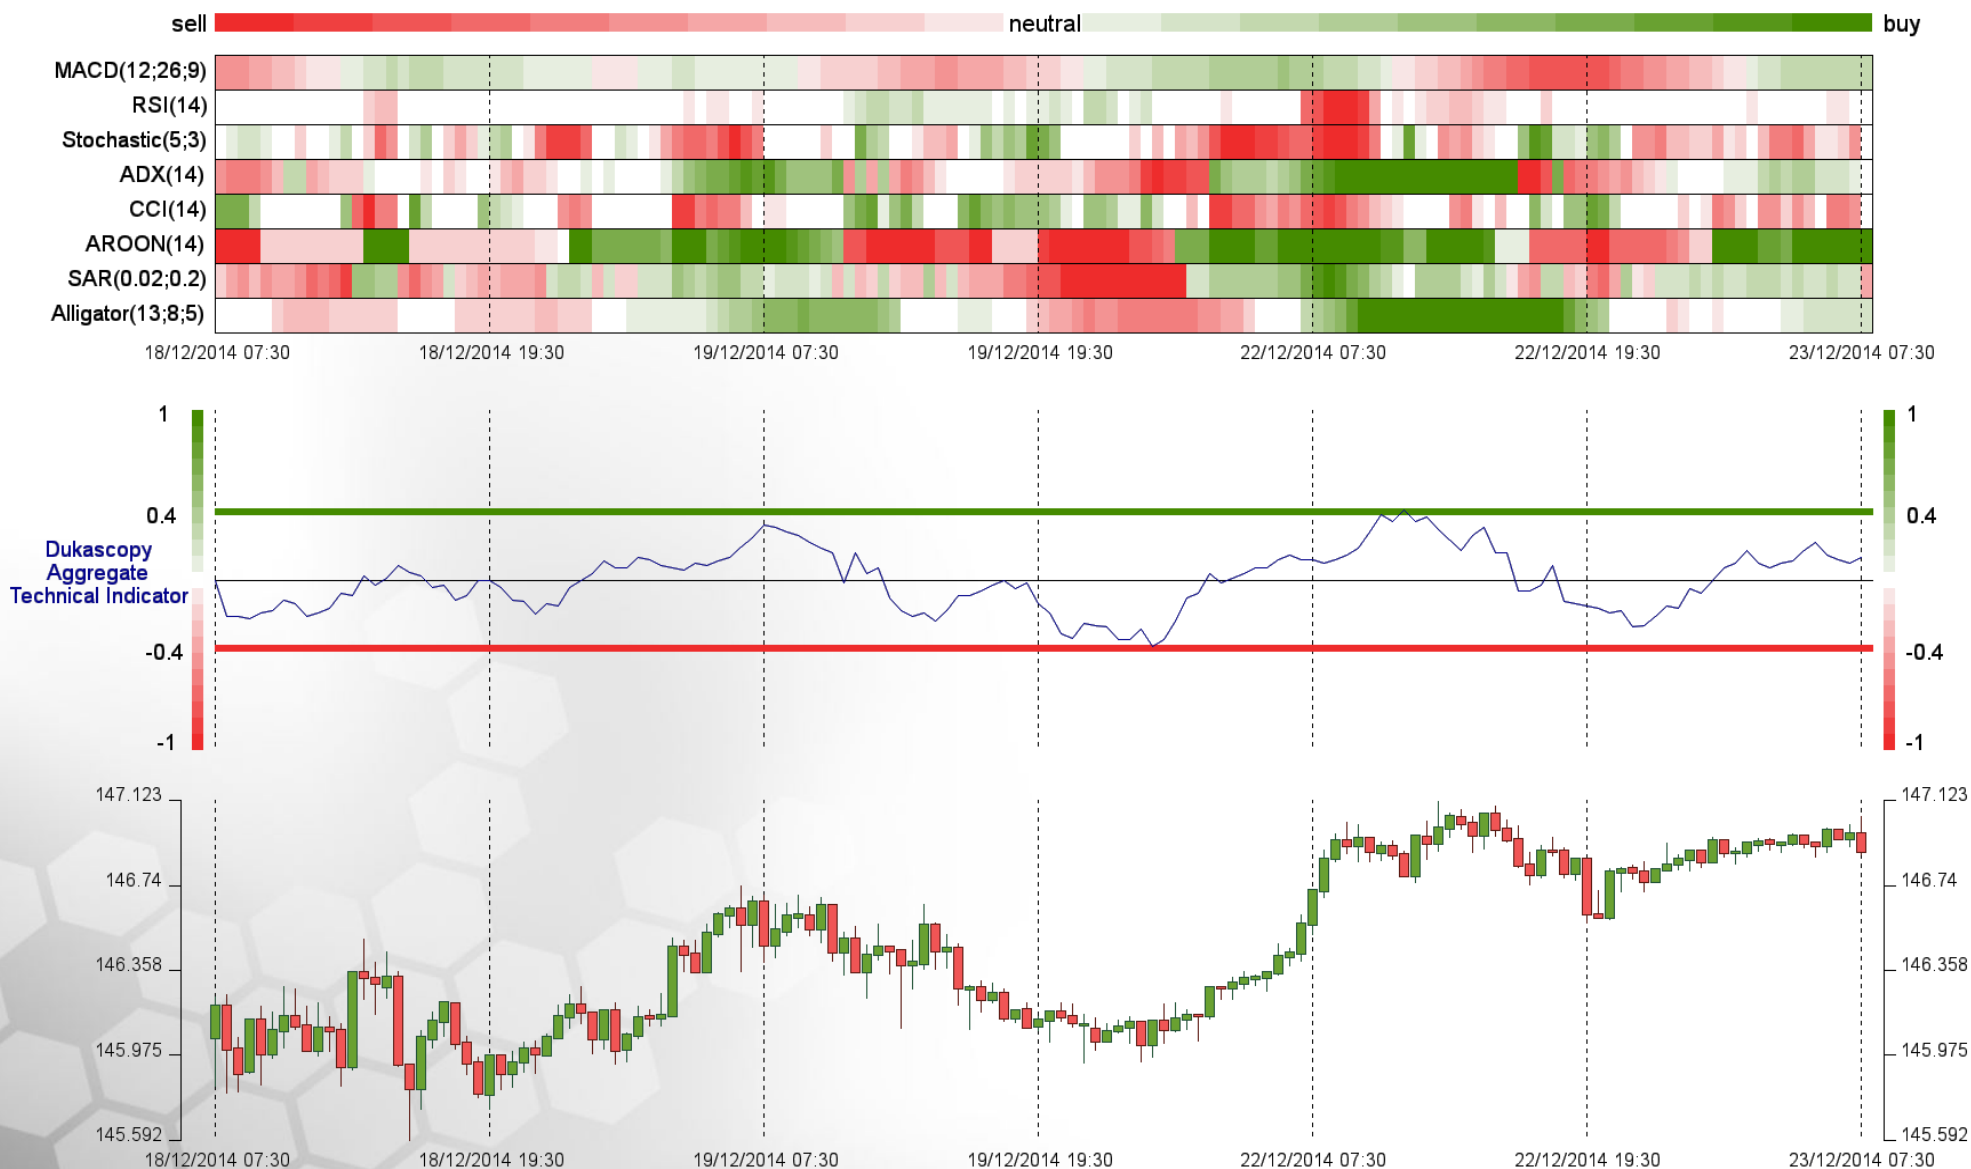 sell neutral buy
MACD(12;26;9)
RSI(14)
Stochastic(5;3)
ADX(14)
CCI(14)
AROON(14)
SAR(0.02;0.2)
Alligator(13;8;5)
18/12/2014 07:30 18/12/2014 19:30 19/12/2014 07:30 19/12/2014 19:30 22/12/2014 07:30 22/12/2014 19:30 23/12/2014 07:30
1 1
0.4 0.4
Dukascopy
Aggregate
Technical Indicator
-0.4 -0.4
-1 -1
147.123 147.123
146.74 146.74
146.358 146.358
145.975 145.975
145.592 145.592
18/12/2014 07:30 18/12/2014 19:30 19/12/2014 07:30 19/12/2014 19:30 22/12/2014 07:30 22/12/2014 19:30 23/12/2014 07:30